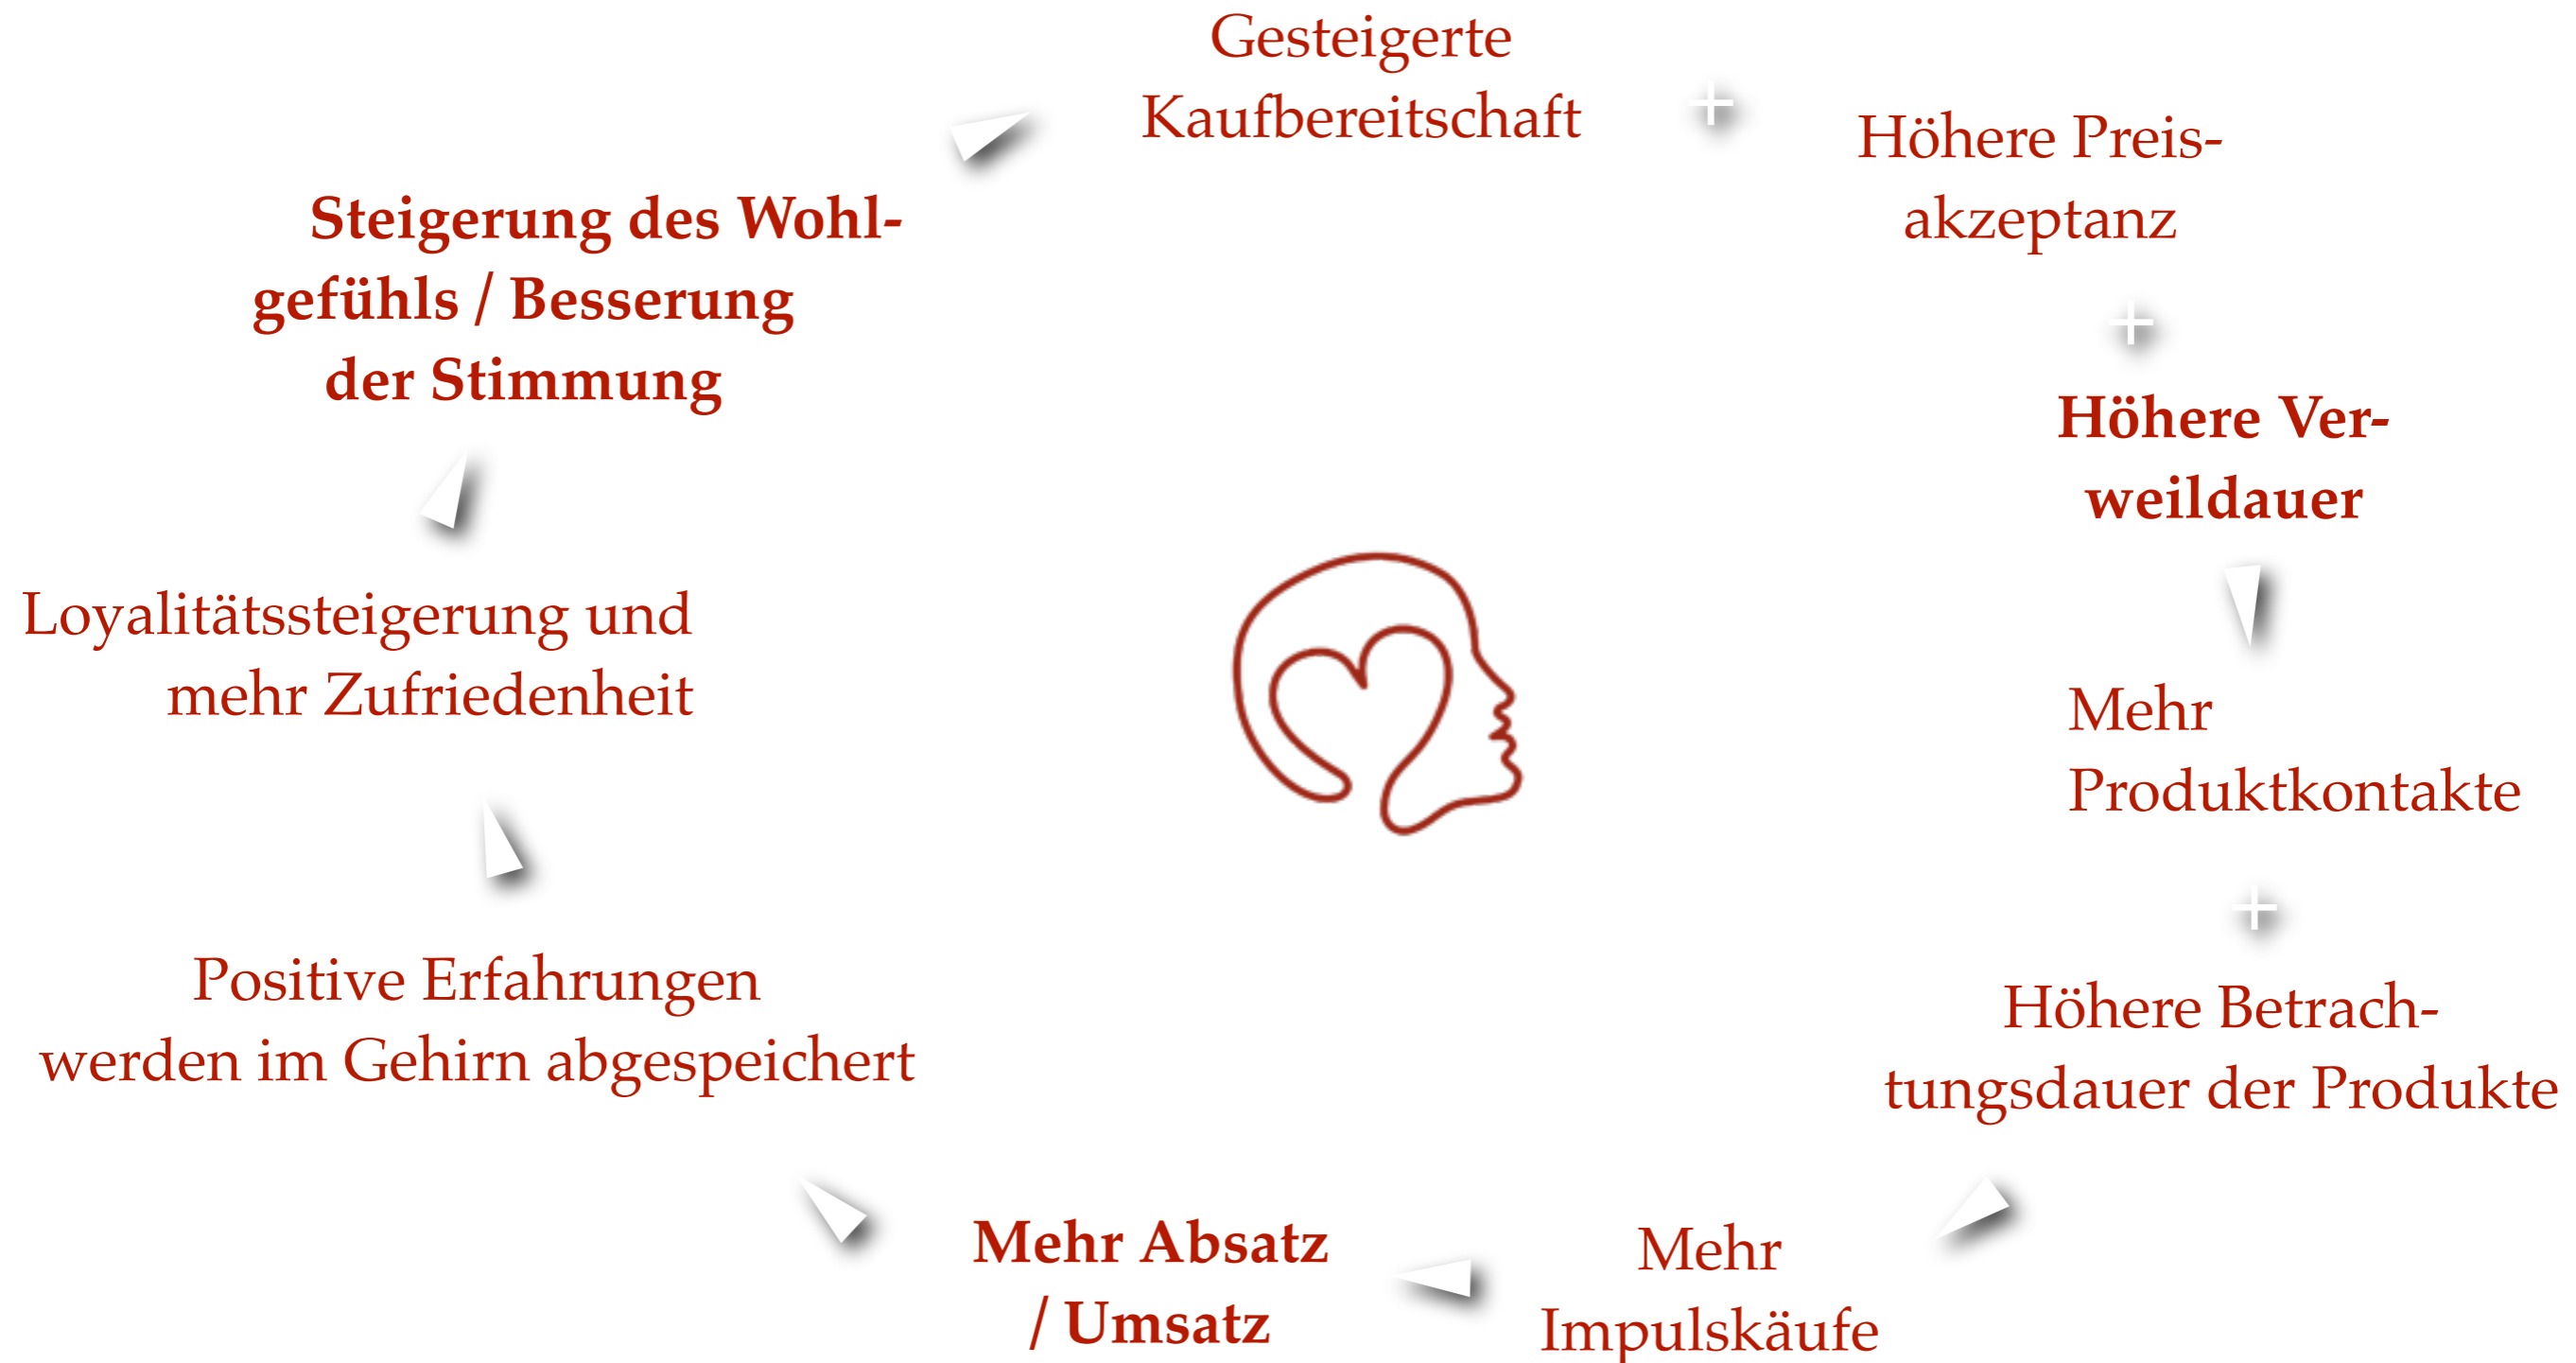 Gesteigerte
Kaufbereitschaft
+
Höhere Preis-
akzeptanz
+
Höhere Ver-
weildauer
Mehr
Produktkontakte
+
Höhere Betrach-
tungsdauer der Produkte
Mehr
Impulskäufe
Mehr Absatz
/ Umsatz
Positive Erfahrungen
werden im Gehirn abgespeichert
Loyalitätssteigerung und
mehr Zufriedenheit
Steigerung des Wohl-
gefühls / Besserung
der Stimmung